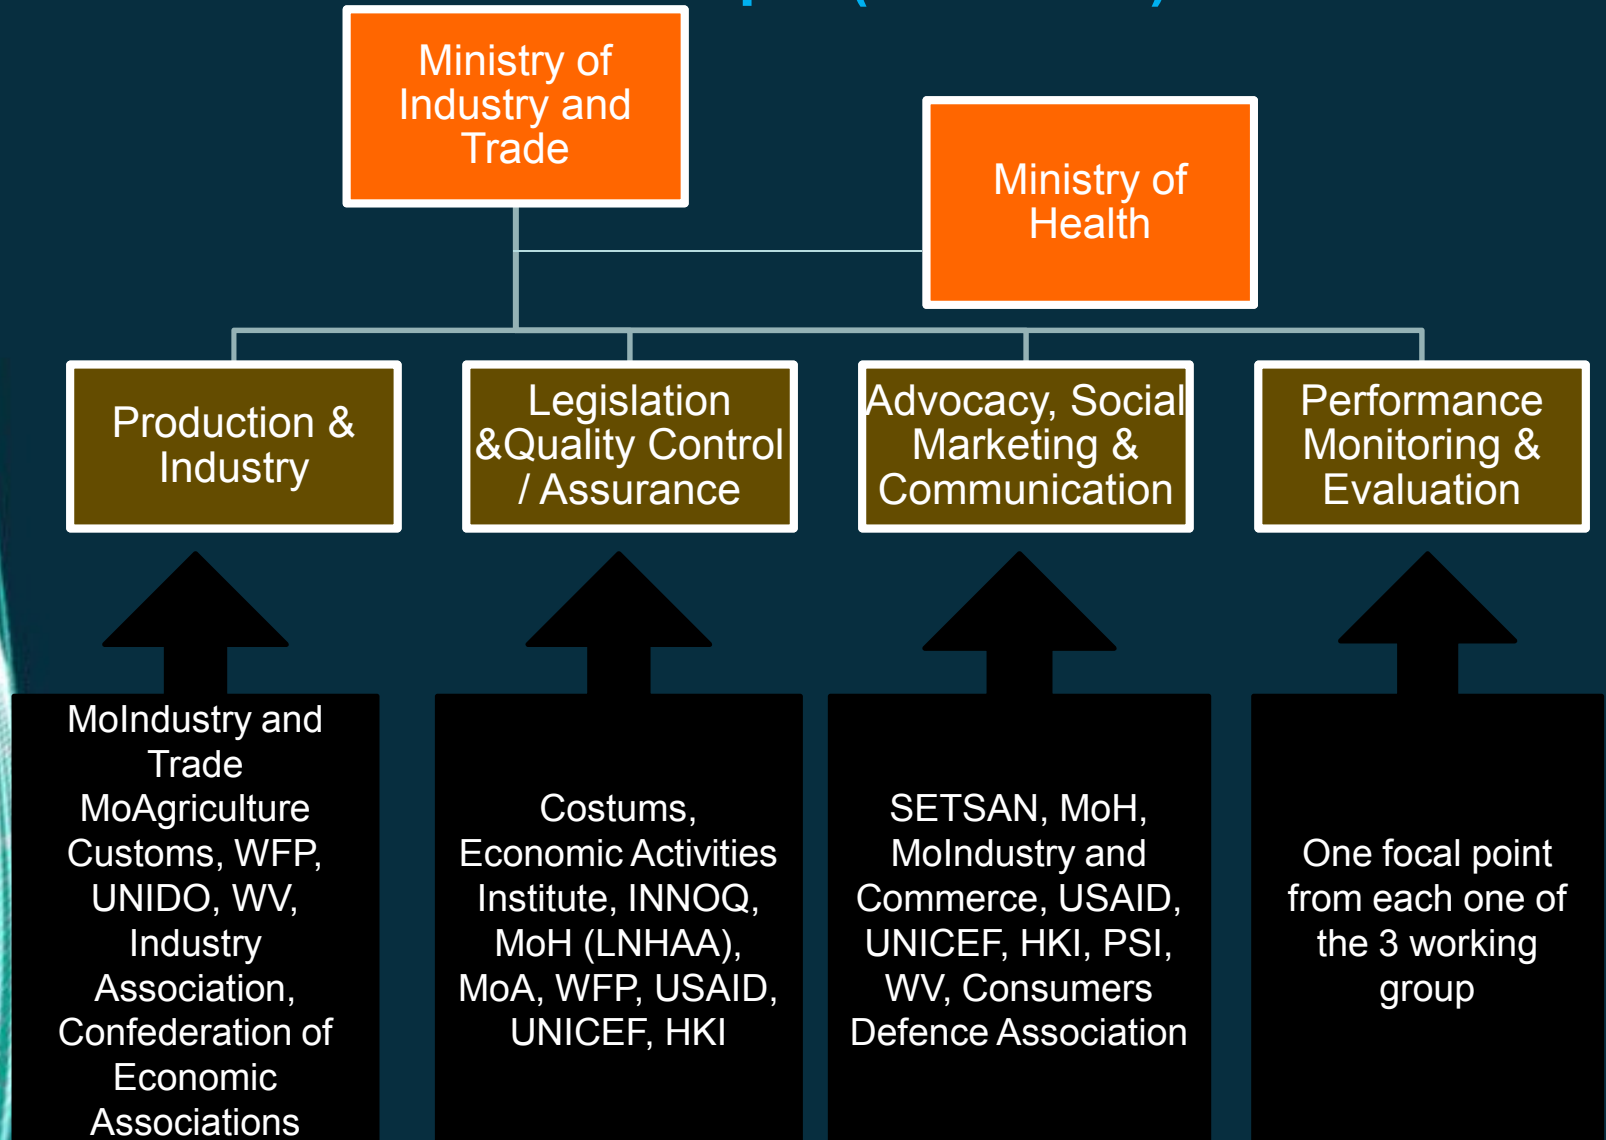 Ministry of
Industry and
Trade
Ministry of
Health
Production &
Industry
Legislation
&Quality Control
/ Assurance
Advocacy, Social
Marketing &
Communication
Performance
Monitoring &
Evaluation
MoIndustry and
Trade
MoAgriculture
Customs, WFP,
UNIDO, WV,
Industry
Association,
Confederation of
Economic
Associations
Costums,
Economic Activities
Institute, INNOQ,
MoH (LNHAA),
MoA, WFP, USAID,
UNICEF, HKI
SETSAN, MoH,
MoIndustry and
Commerce, USAID,
UNICEF, HKI, PSI,
WV, Consumers
Defence Association
One focal point
from each one of
the 3 working
group